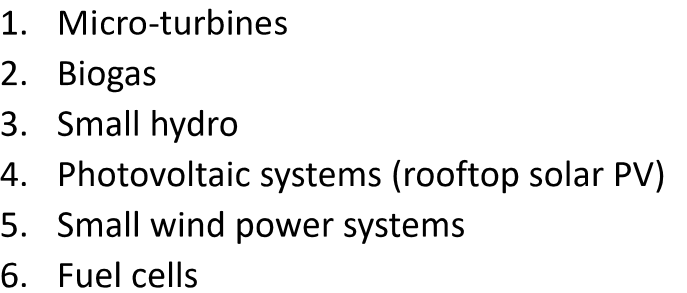 1. Micro-turbines
2. Biogas
3. Small hydro
4. Photovoltaic systems (rooftop solar PV)
5. Small wind power systems
6. Fuel cells